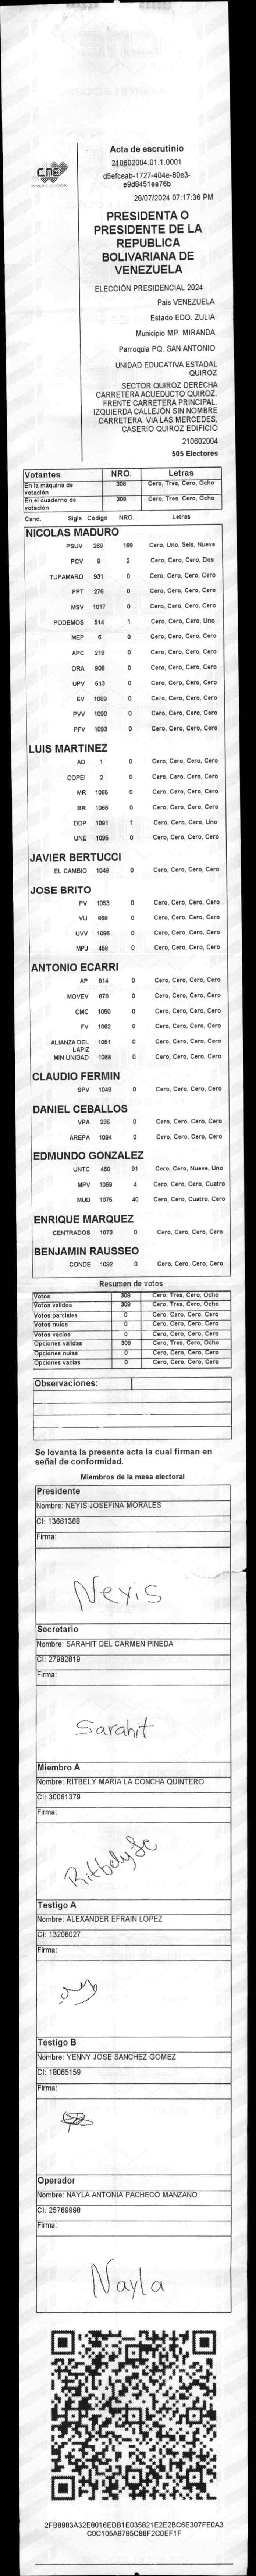 CNE
Acta de escrutinio
210602004.01.1.0001
d5efceab-1727-404e-80e3-
e9d8451ea76b
28/07/2024 07:17:36 PM
PRESIDENTA O
PRESIDENTE DE LA
REPUBLICA
BOLIVARIANA DE
VENEZUELA
ELECCIÓN PRESIDENCIAL 2024
País VENEZUELA
Estado EDO. ZULIA
Municipio MP. MIRANDA
Parroquia PQ. SAN ANTONIO
UNIDAD EDUCATIVA ESTADAL
QUIROZ
SECTOR QUIROZ DERECHA
CARRETERA ACUEDUCTO QUIROZ.
FRENTE CARRETERA PRINCIPAL.
IZQUIERDA CALLEJÓN SIN NOMBRE
CARRETERA. VIA LAS MERCEDES.
CASERIO QUIROZ EDIFICIO
210602004
505 Electores
Votantes NRO. Letras
En la máquina de votación 308 Cero, Tres, Cero, Ocho
En el cuaderno de votación 308 Cero, Tres, Cero, Ocho
Cand. Sigla Código NRO. Letras
NICOLAS MADURO
PSUV 269 169 Cero, Uno, Seis, Nueve
PCV 9 2 Cero, Cero, Cero, Dos
TUPAMARO 931 0 Cero, Cero, Cero, Cero
PPT 276 0 Cero, Cero, Cero, Cero
MSV 1017 0 Cero, Cero, Cero, Cero
PODEMOS 514 1 Cero, Cero, Cero, Uno
MEP 6 0 Cero, Cero, Cero, Cero
APC 219 0 Cero, Cero, Cero, Cero
ORA 906 0 Cero, Cero, Cero, Cero
UPV 613 0 Cero, Cero, Cero, Cero
EV 1089 0 Cero, Cero, Cero, Cero
PVV 1090 0 Cero, Cero, Cero, Cero
PFV 1093 0 Cero, Cero, Cero, Cero
LUIS MARTINEZ
AD 1 0 Cero, Cero, Cero, Cero
COPEI 2 0 Cero, Cero, Cero, Cero
MR 1065 0 Cero, Cero, Cero, Cero
BR 1066 0 Cero, Cero, Cero, Cero
DDP 1091 1 Cero, Cero, Cero, Uno
UNE 1095 0 Cero, Cero, Cero, Cero
JAVIER BERTUCCI
EL CAMBIO 1048 0 Cero, Cero, Cero, Cero
JOSE BRITO
PV 1053 0 Cero, Cero, Cero, Cero
VU 869 0 Cero, Cero, Cero, Cero
UVV 1096 0 Cero, Cero, Cero, Cero
MPJ 458 0 Cero, Cero, Cero, Cero
ANTONIO ECARRI
AP 814 0 Cero, Cero, Cero, Cero
MOVEV 878 0 Cero, Cero, Cero, Cero
CMC 1050 0 Cero, Cero, Cero, Cero
FV 1062 0 Cero, Cero, Cero, Cero
ALIANZA DEL LAPIZ 1051 0 Cero, Cero, Cero, Cero
MIN UNIDAD 1068 0 Cero, Cero, Cero, Cero
CLAUDIO FERMIN
SPV 1049 0 Cero, Cero, Cero, Cero
DANIEL CEBALLOS
VPA 236 0 Cero, Cero, Cero, Cero
AREPA 1094 0 Cero, Cero, Cero, Cero
EDMUNDO GONZALEZ
UNTC 460 91 Cero, Cero, Nueve, Uno
MPV 1069 4 Cero, Cero, Cero, Cuatro
MUD 1075 40 Cero, Cero, Cuatro, Cero
ENRIQUE MARQUEZ
CENTRADOS 1073 0 Cero, Cero, Cero, Cero
BENJAMIN RAUSSEO
CONDE 1092 0 Cero, Cero, Cero, Cero
Resumen de votos
Votos 308 Cero, Tres, Cero, Ocho
Votos validos 308 Cero, Tres, Cero, Ocho
Votos parciales 0 Cero, Cero, Cero, Cero
Votos nulos 0 Cero, Cero, Cero, Cero
Votos vacios 0 Cero, Cero, Cero, Cero
Opciones validas 308 Cero, Tres, Cero, Ocho
Opciones nulas 0 Cero, Cero, Cero, Cero
Opciones vacias 0 Cero, Cero, Cero, Cero
Observaciones:
Se levanta la presente acta la cual firman en
señal de conformidad.
Miembros de la mesa electoral
Presidente
Nombre: NEYIS JOSEFINA MORALES
CI: 13661368
Firma:
Neyis
Secretario
Nombre: SARAHIT DEL CARMEN PINEDA
CI: 27982819
Firma:
Sarahit
Miembro A
Nombre: RITBELY MARIA LA CONCHA QUINTERO
CI: 30061379
Firma:
Ritbely Lc
Testigo A
Nombre: ALEXANDER EFRAIN LOPEZ
CI: 13208027
Firma:
Testigo B
Nombre: YENNY JOSE SANCHEZ GOMEZ
CI: 18065159
Firma:
Operador
Nombre: NAYLA ANTONIA PACHECO MANZANO
CI: 25789998
Firma:
Nayla
2FB8983A32E8016EDB1E035821E2E2BC6E307FE0A3
C0C105A8795C88F2C0EF1F